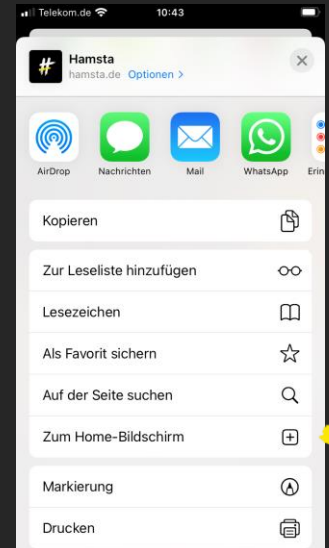 Telekom.de 10:43
#
Hamsta
hamsta.de Optionen >
AirDrop Nachrichten Mail WhatsApp Erin
Kopieren
Zur Leseliste hinzufügen
Lesezeichen
Als Favorit sichern
Auf der Seite suchen
Zum Home-Bildschirm
Markierung
Drucken